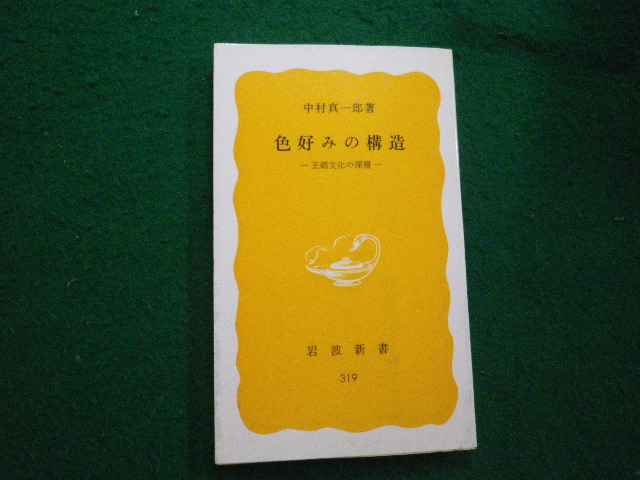 中村真一郎著
色好みの構造
—王朝文化の深層—
岩波新書
319